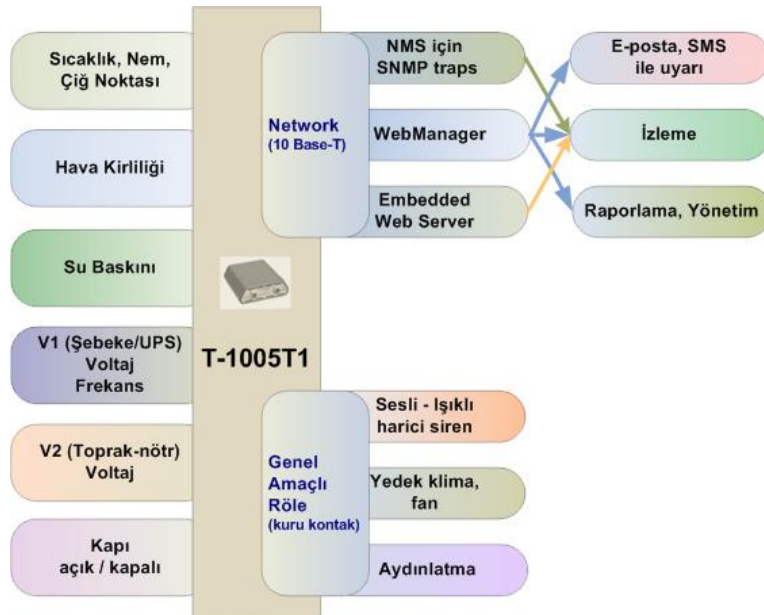 Sıcaklık, Nem,
Çiğ Noktası
Hava Kirliliği
Su Baskını
V1 (Şebeke/UPS)
Voltaj
Frekans
V2 (Toprak-nötr)
Voltaj
Kapı
açık / kapalı
T-1005T1
Network
(10 Base-T)
NMS için
SNMP traps
WebManager
Embedded
Web Server
E-posta, SMS
ile uyarı
İzleme
Raporlama, Yönetim
Genel
Amaçlı
Röle
(kuru kontak)
Sesli - Işıklı
harici siren
Yedek klima,
fan
Aydınlatma